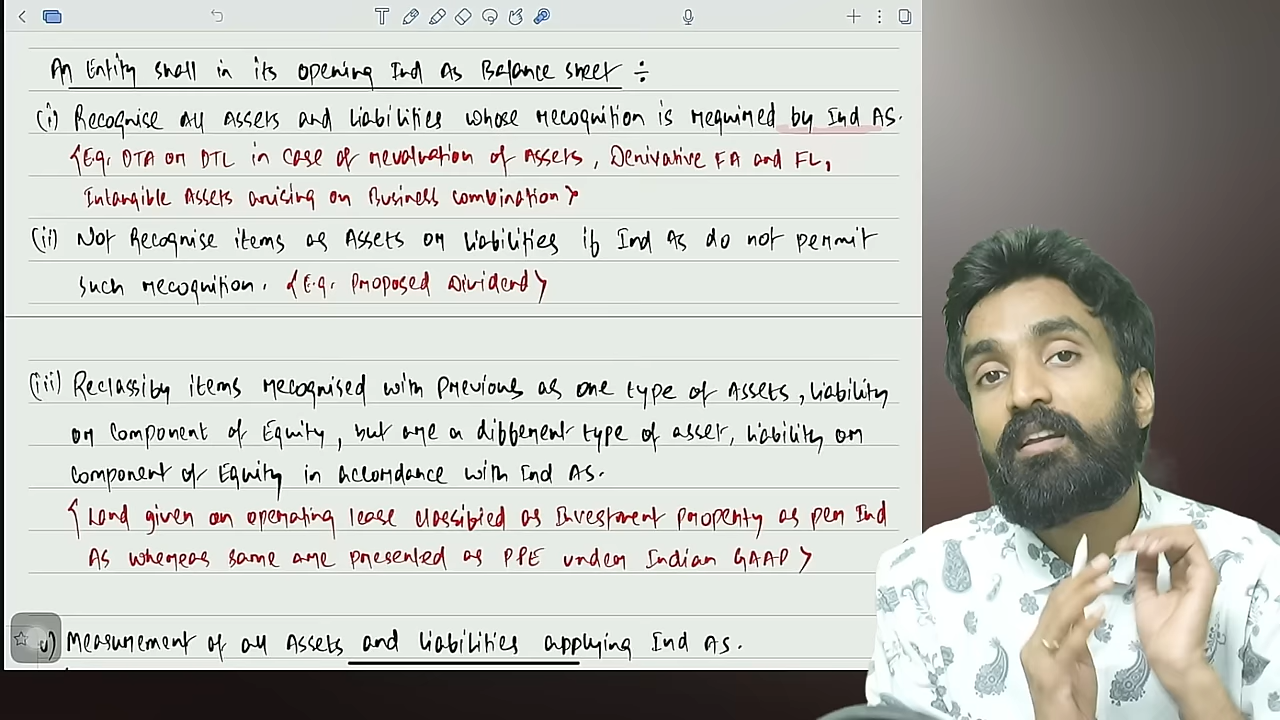 An Entity shall in its opening Ind As Balance sheet ÷
(i) Recognise All Assets and liabilities whose recognition is required by Ind AS.
{Eg. DTA or DTL in case of revaluation of Assets, Derivative FA and FL,
Intangible Assets arising on Business combination}
(ii) Not Recognise items as Assets or liabilities if Ind As do not permit
such recognition. {E.g. Proposed Dividend}
(iii) Reclassify items recognised with Previous as one type of Assets, liability
or component of Equity, but are a different type of asset, liability or
component of Equity in accordance with Ind AS.
{Land given on operating lease classified as Investment property as per Ind
As whereas same are presented as PPE under Indian GAAP}
v) Measurement of all Assets and liabilities applying Ind AS.